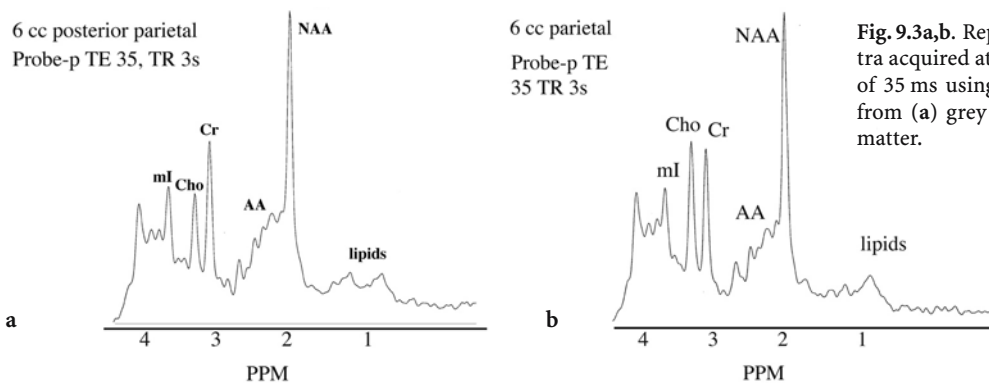 6 cc posterior parietal
Probe-p TE 35, TR 3s
NAA
Cr
mI
Cho
AA
lipids
4 3 2 1
PPM
a
6 cc parietal
Probe-p TE
35 TR 3s
NAA
Cho
Cr
mI
AA
lipids
4 3 2 1
PPM
b
Fig. 9.3a,b. Rep
tra acquired at
of 35 ms using
from (a) grey
matter.